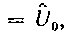 = Û₀,